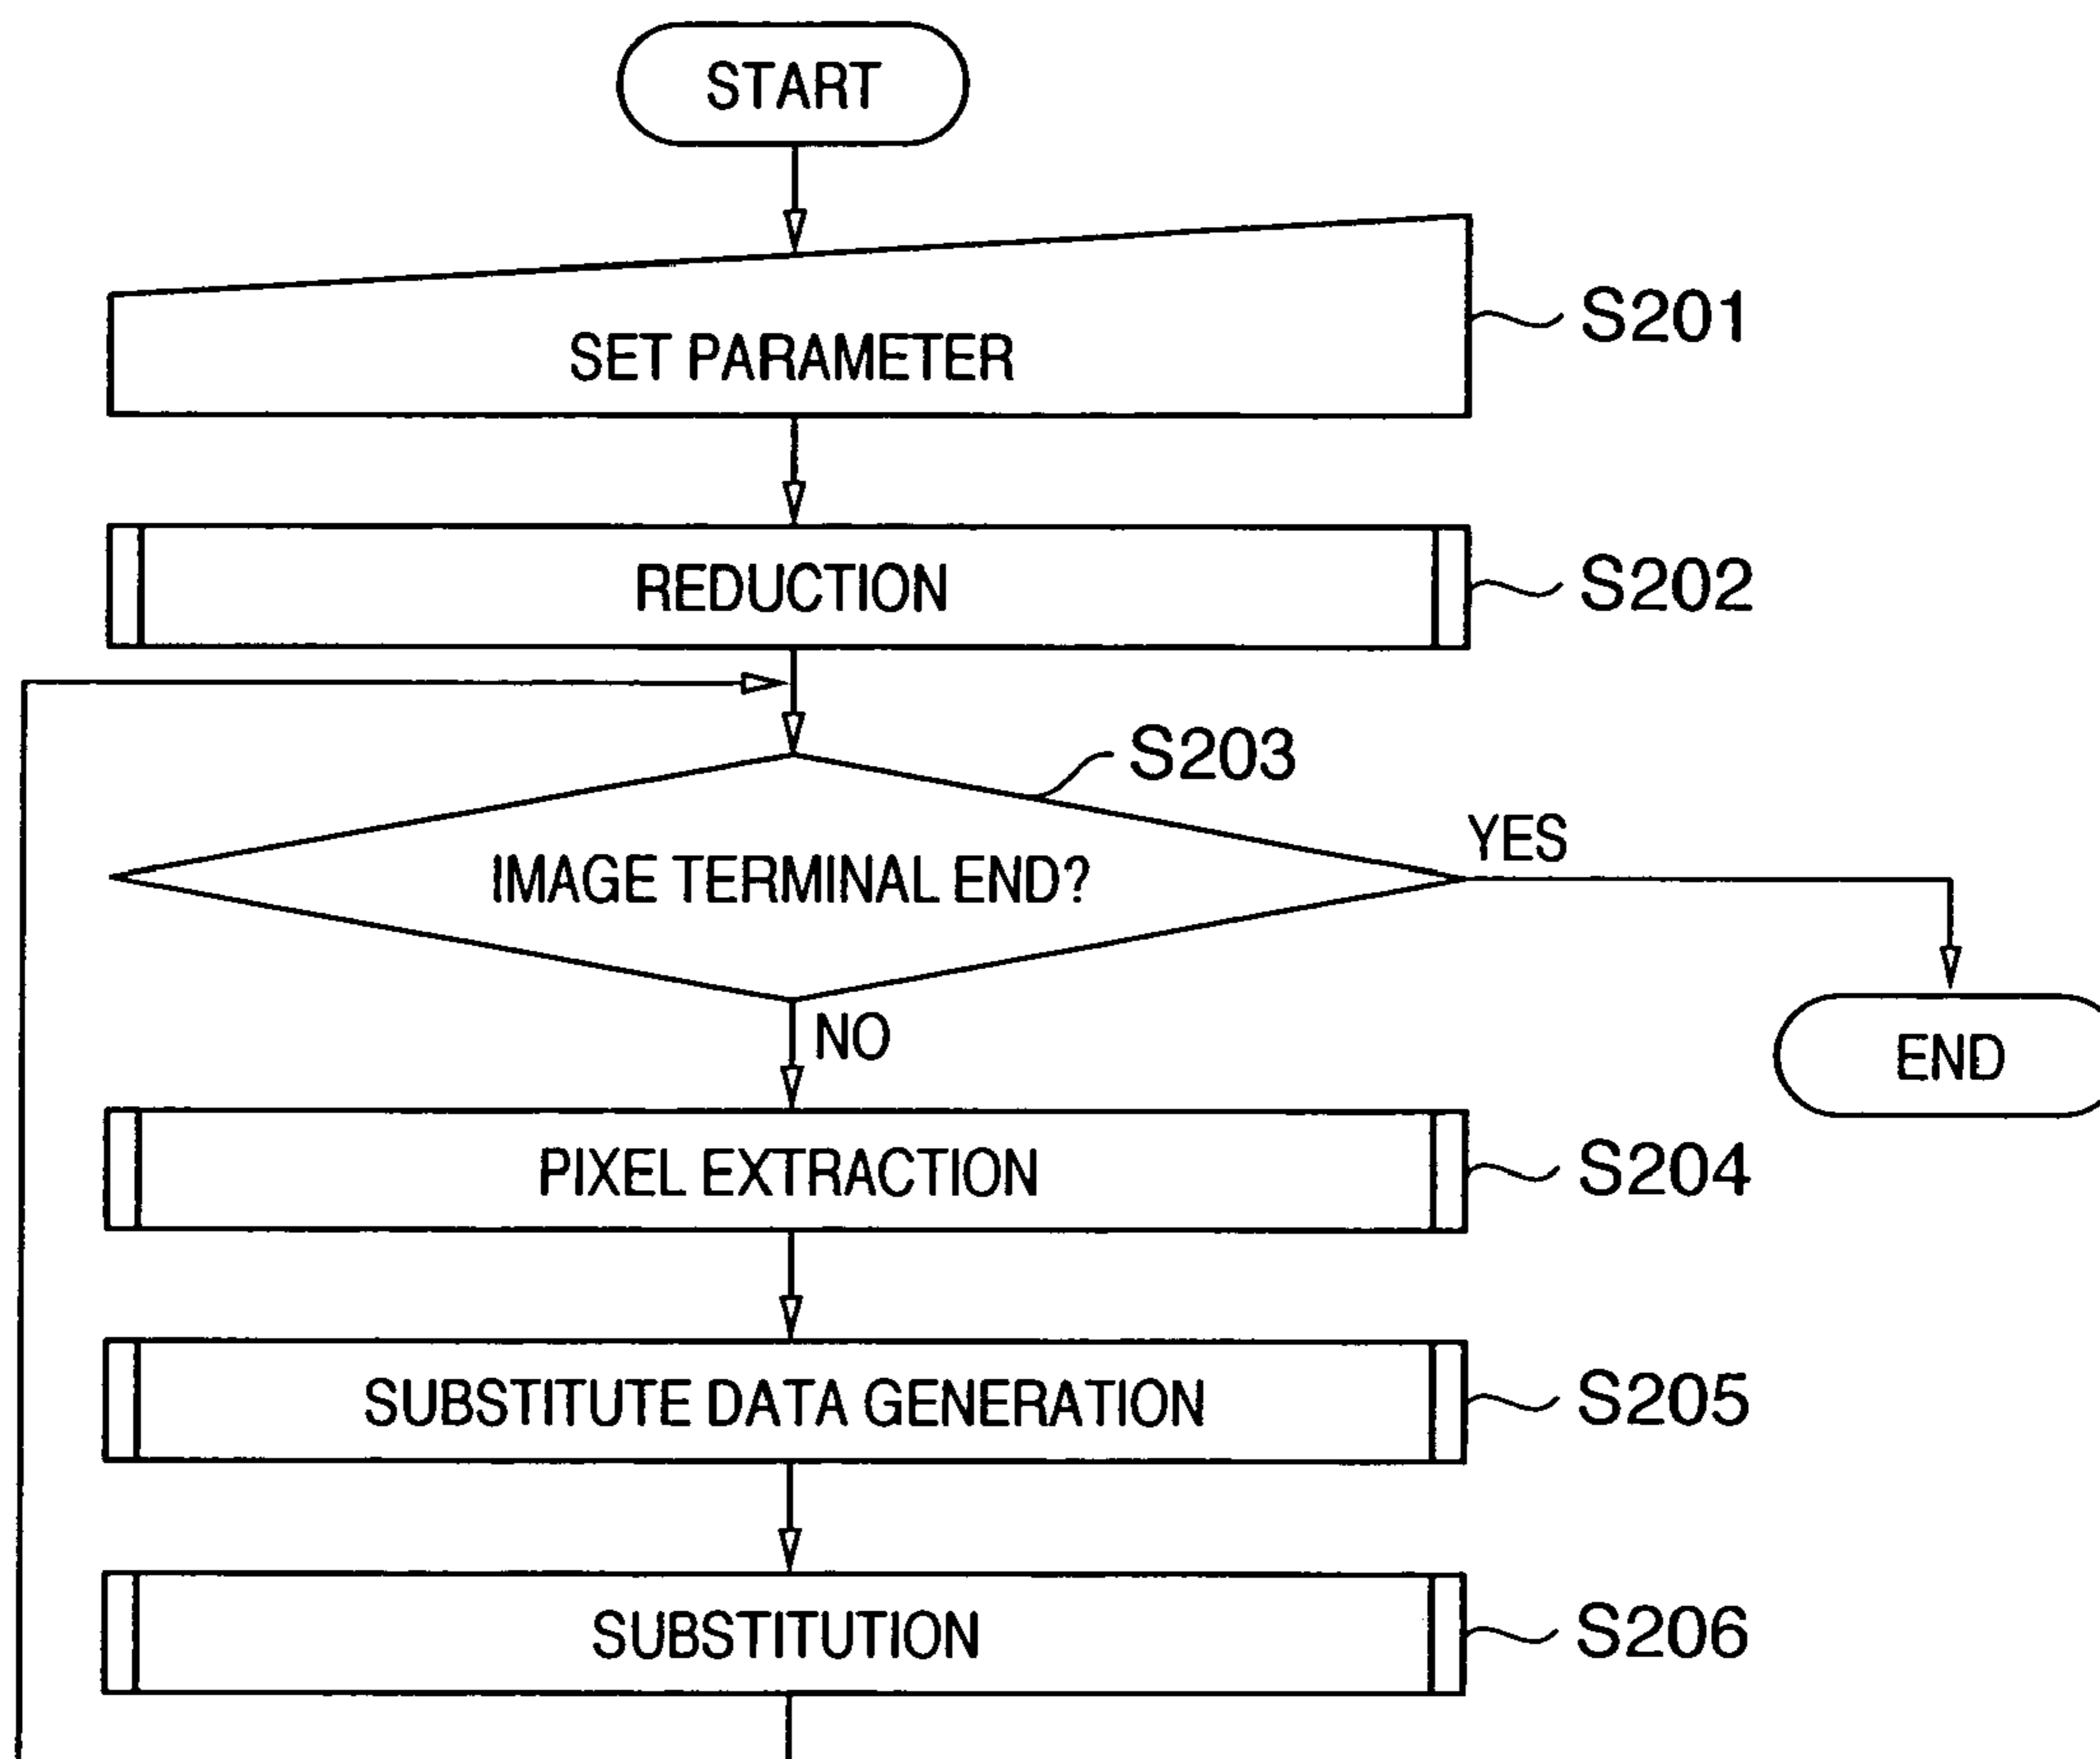 START
SET PARAMETER
S201
REDUCTION
S202
S203
IMAGE TERMINAL END?
YES
NO
END
PIXEL EXTRACTION
S204
SUBSTITUTE DATA GENERATION
S205
SUBSTITUTION
S206